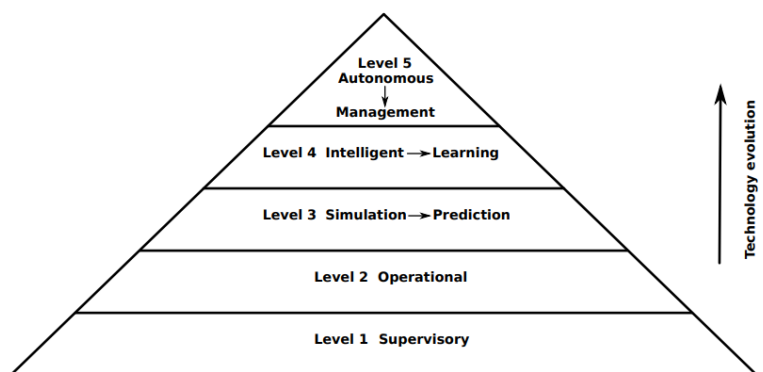 Level 5
Autonomous
Management
Level 4 Intelligent Learning
Level 3 Simulation Prediction
Level 2 Operational
Level 1 Supervisory
Technology evolution